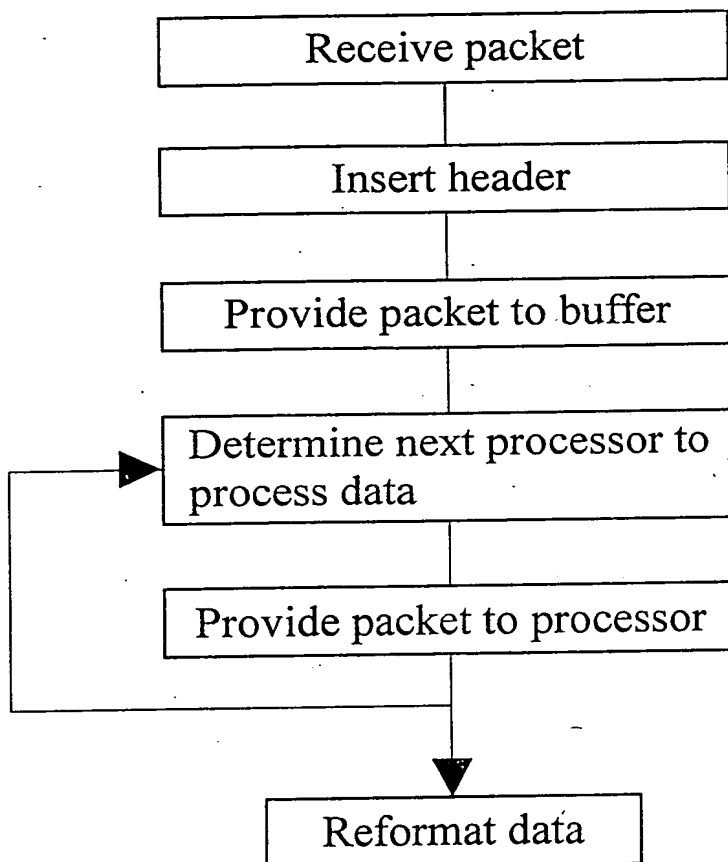 Receive packet
Insert header
Provide packet to buffer
Determine next processor to
process data
Provide packet to processor
Reformat data